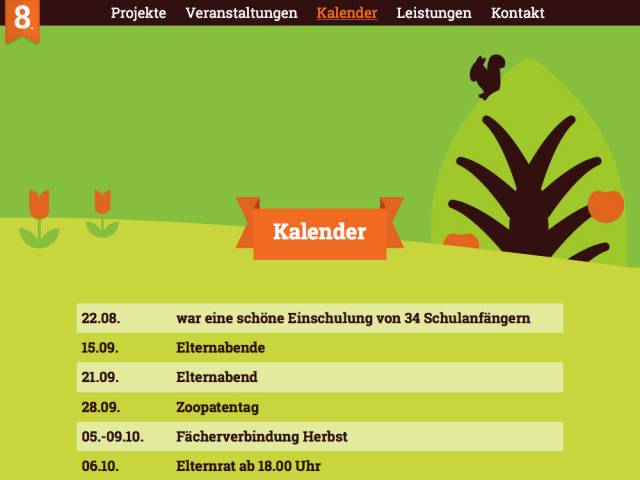 8.
Projekte Veranstaltungen Kalender Leistungen Kontakt
Kalender
22.08. war eine schöne Einschulung von 34 Schulanfängern
15.09. Elternabende
21.09. Elternabend
28.09. Zoopatentag
05.-09.10. Fächerverbindung Herbst
06.10. Elternrat ab 18.00 Uhr